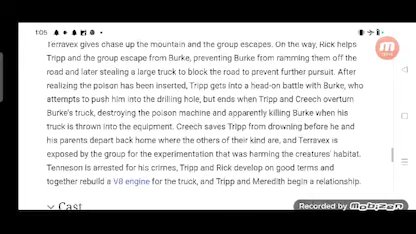 1:05
Terravex gives chase up the mountain and the group escapes. On the way, Rick helps
Tripp and the group escape from Burke, preventing Burke from ramming them off the
road and later stealing a large truck to block the road to prevent further pursuit. After
realizing the poison has been inserted, Tripp gets into a head-on battle with Burke, who
attempts to push him into the drilling hole, but ends when Tripp and Creech overturn
Burke's truck, destroying the poison machine and apparently killing Burke when his
truck is thrown into the equipment. Creech saves Tripp from drowning before he and
his parents depart back home where the others of their kind are, and Terravex is
exposed by the group for the experimentation that was harming the creatures' habitat.
Tenneson is arrested for his crimes, Tripp and Rick develop on good terms and
together rebuild a V8 engine for the truck, and Tripp and Meredith begin a relationship.
Cast
Recorded by
MOBIZEN